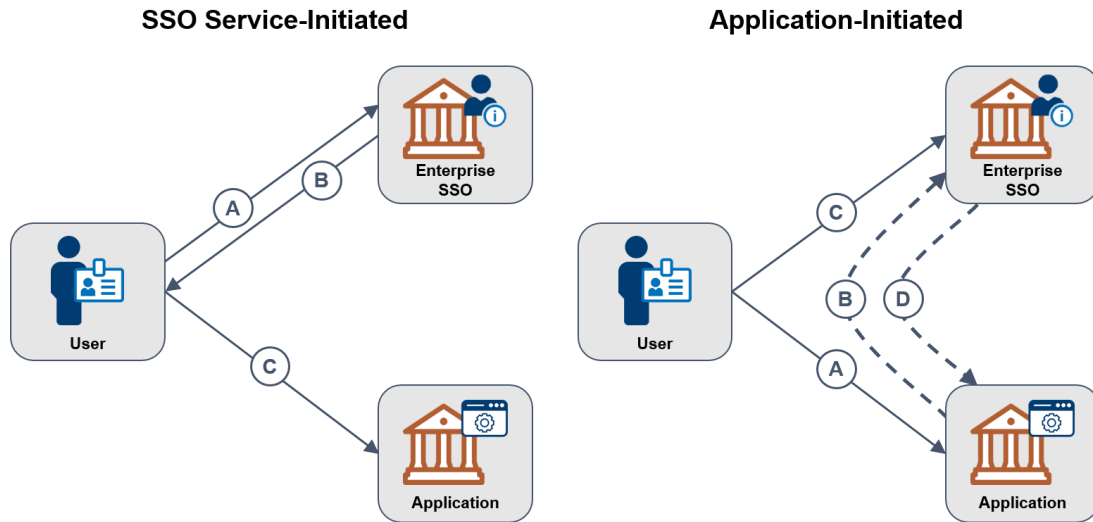 SSO Service-Initiated
Enterprise
SSO
i
A
B
User
C
Application
Application-Initiated
Enterprise
SSO
i
C
B
D
User
A
Application